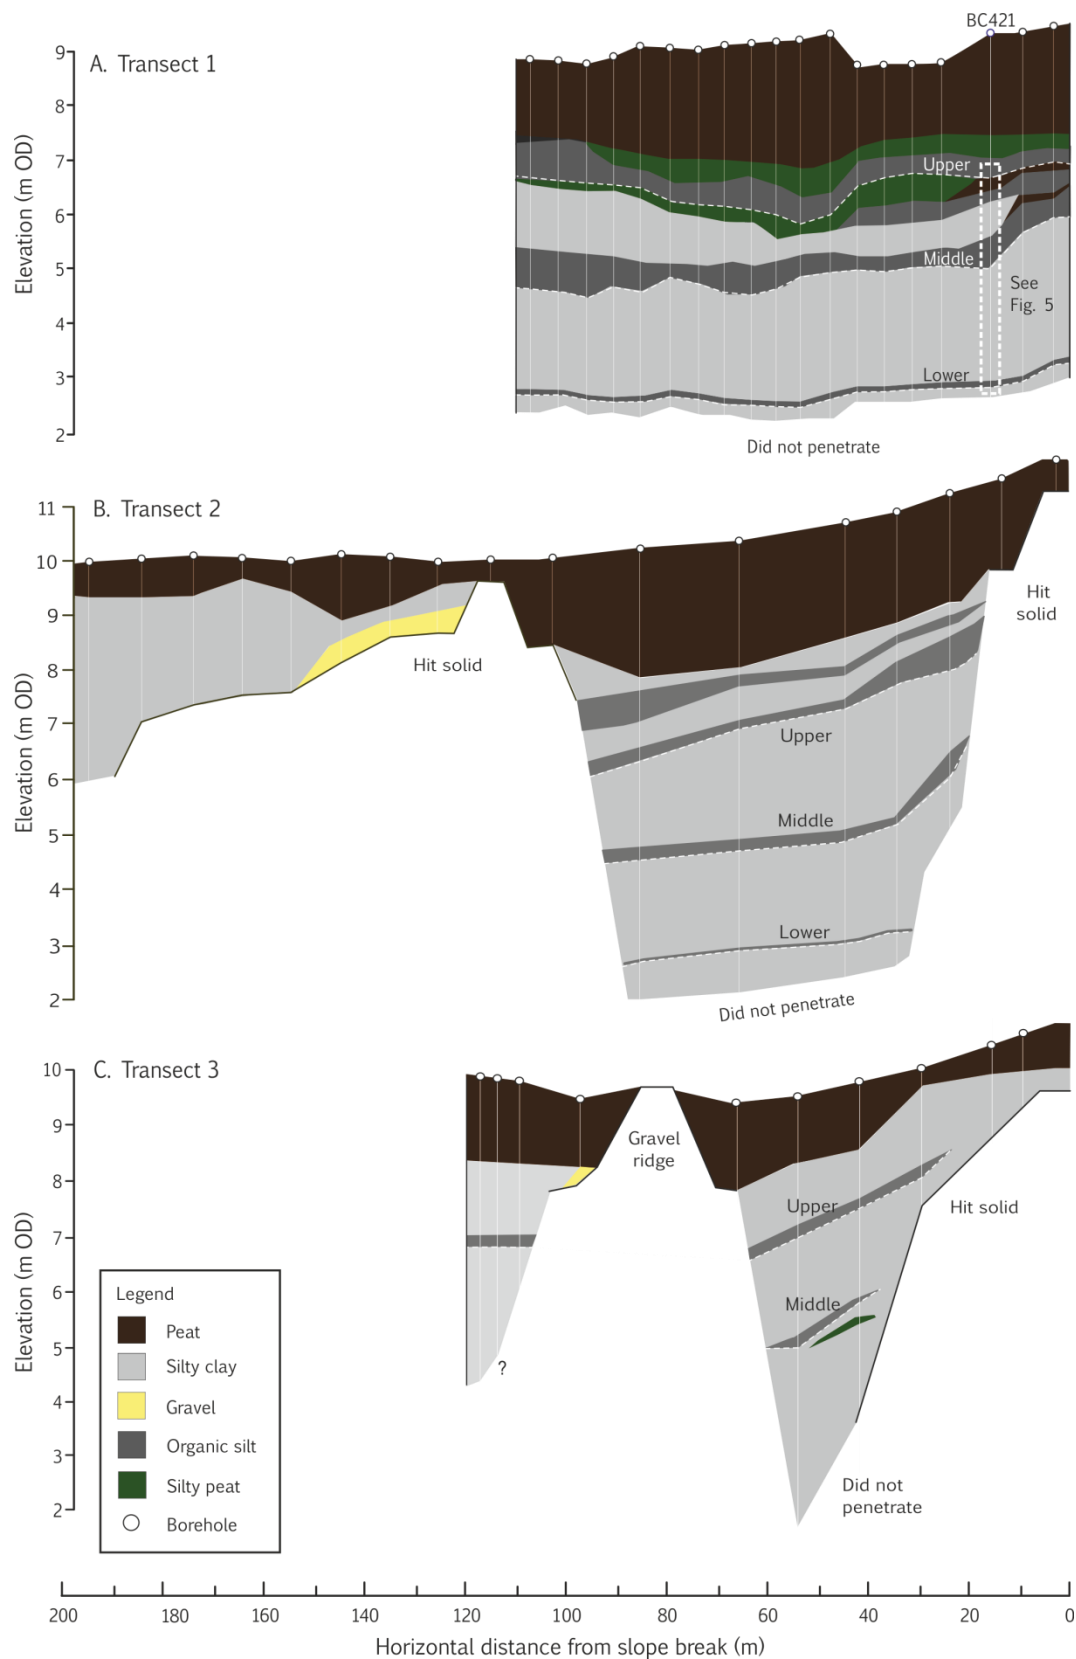 BC421
A. Transect 1
9
8
7
6
5
4
3
2
Elevation (m OD)
Upper
Middle
See
Fig. 5
Lower
Did not penetrate
B. Transect 2
11
10
9
8
7
6
5
4
3
2
Elevation (m OD)
Hit solid
Hit
solid
Upper
Middle
Lower
Did not penetrate
C. Transect 3
10
9
8
7
6
5
4
3
2
Elevation (m OD)
Gravel
ridge
Upper
Hit solid
Middle
?
Did not
penetrate
Legend
Peat
Silty clay
Gravel
Organic silt
Silty peat
Borehole
200 180 160 140 120 100 80 60 40 20 0
Horizontal distance from slope break (m)